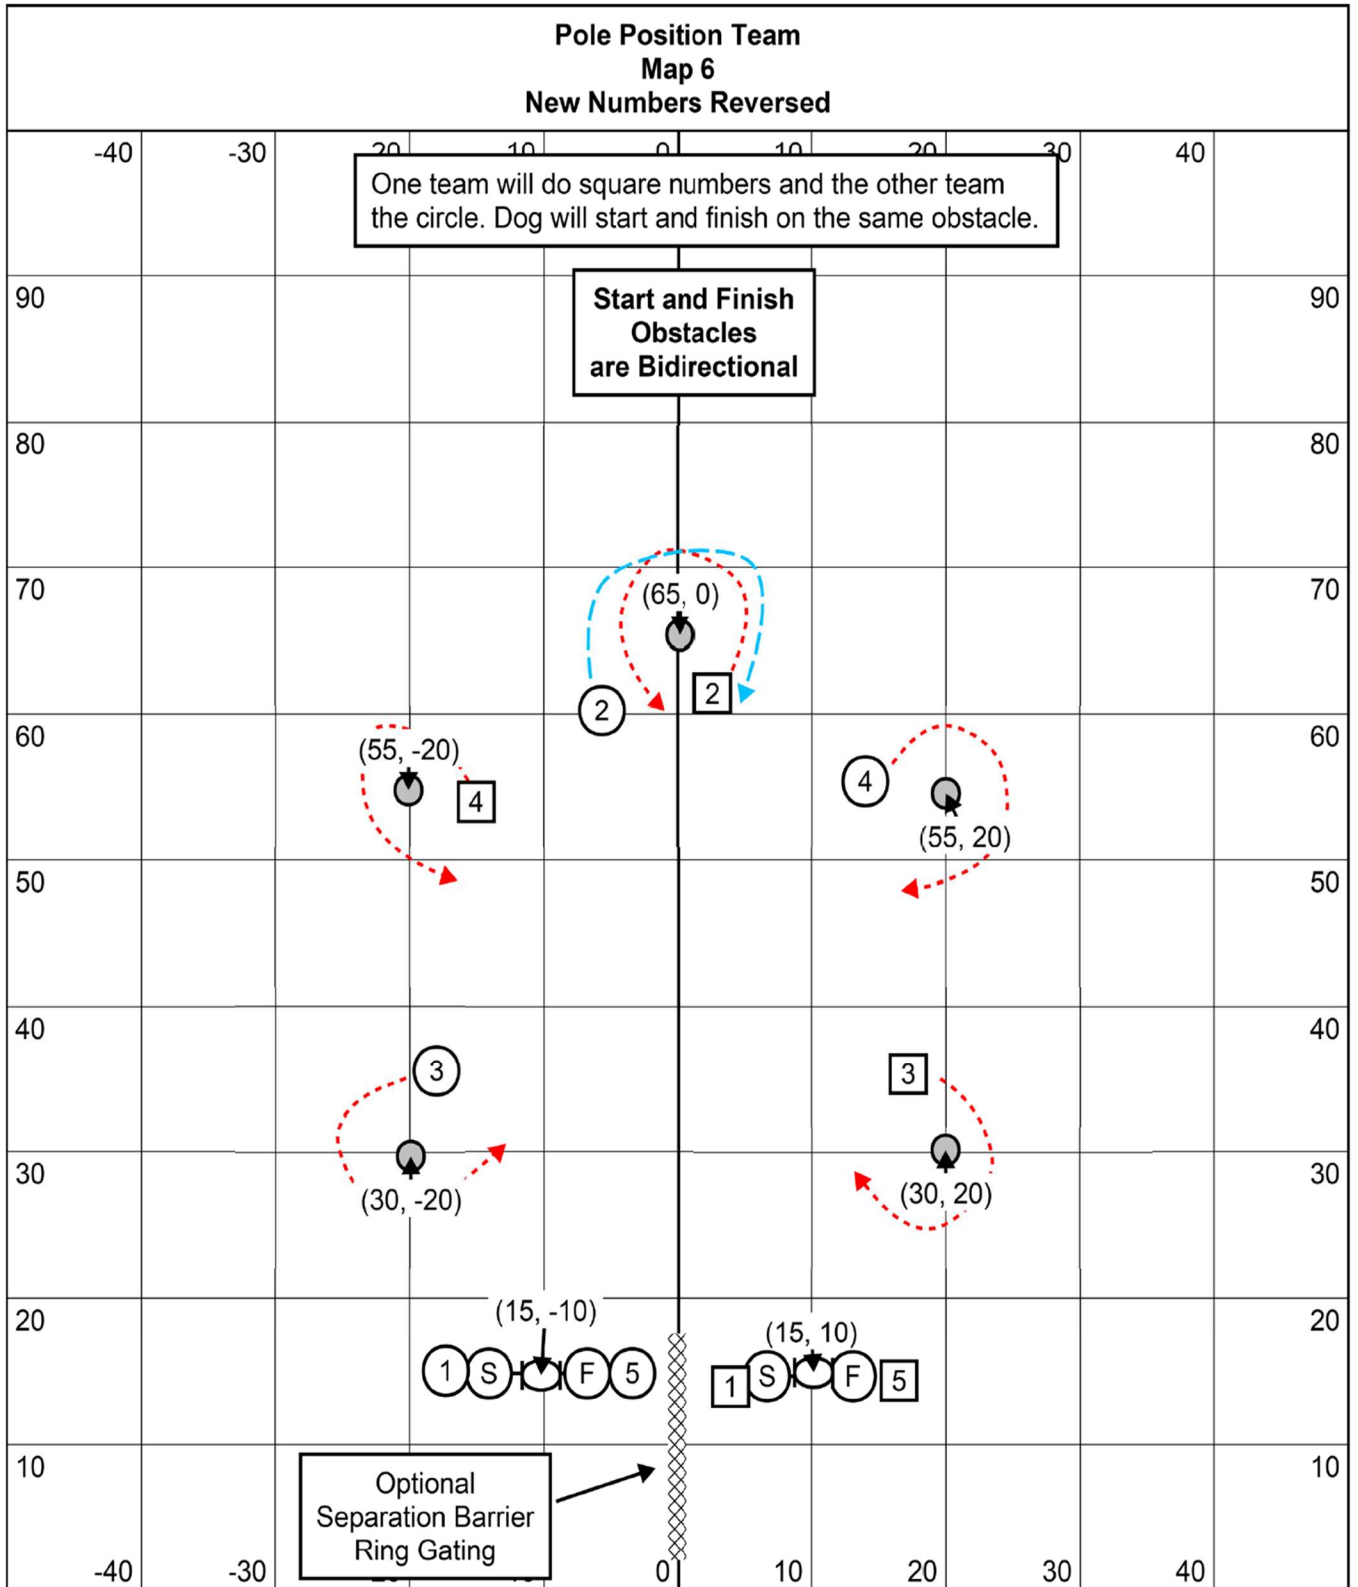 Pole Position Team
Map 6
New Numbers Reversed
-40 -30 20 10 0 10 20 30 40
One team will do square numbers and the other team
the circle. Dog will start and finish on the same obstacle.
90 90
Start and Finish
Obstacles
are Bidirectional
80 80
70 70
(65, 0)
2 2
60 60
(55, -20)
4 4
(55, 20)
50 50
40 40
3 3
30 30
(30, -20) (30, 20)
20 20
(15, -10) (15, 10)
1 S F 5 1 S F 5
10 10
Optional
Separation Barrier
Ring Gating
-40 -30 0 10 20 30 40